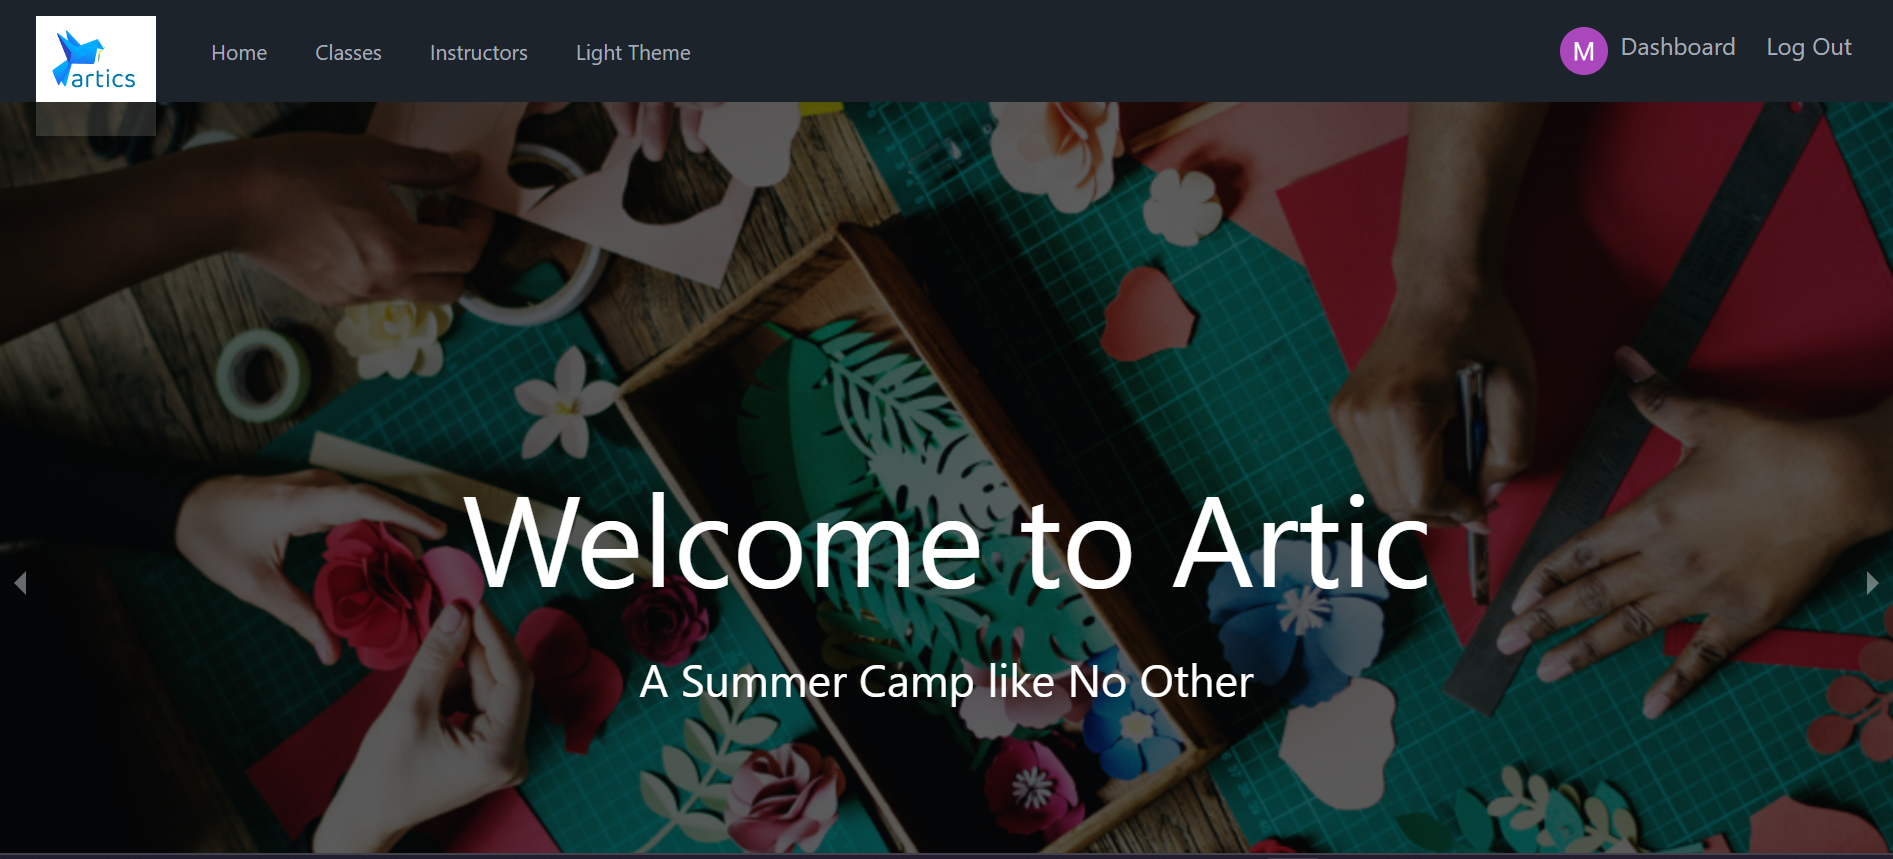 artics
Home
Classes
Instructors
Light Theme
M
Dashboard
Log Out
Welcome to Artic
A Summer Camp like No Other